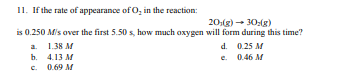 11. If the rate of appearance of O₂ in the reaction:
2O₃(g) → 3O₂(g)
is 0.250 M/s over the first 5.50 s, how much oxygen will form during this time?
a. 1.38 M
b. 4.13 M
c. 0.69 M
d. 0.25 M
e. 0.46 M